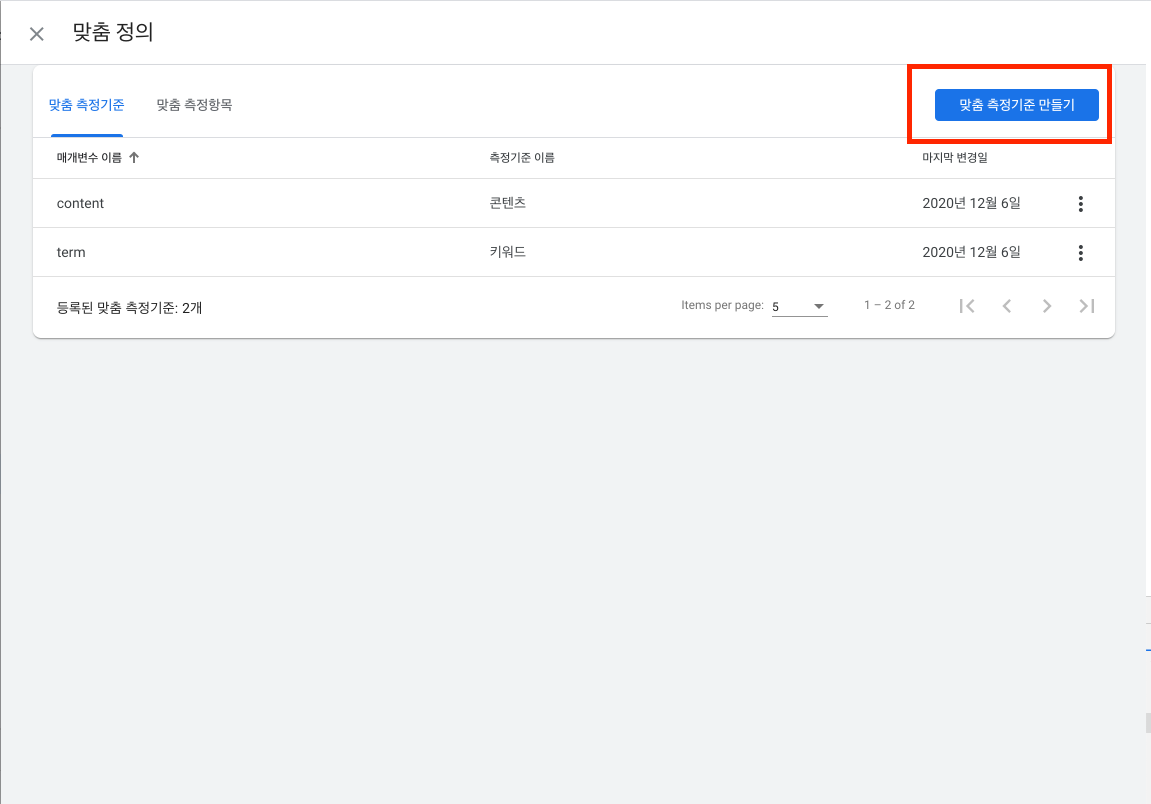 맞춤 정의
맞춤 측정기준 맞춤 측정항목 맞춤 측정기준 만들기
매개변수 이름 측정기준 이름 마지막 변경일
content 콘텐츠 2020년 12월 6일
term 키워드 2020년 12월 6일
등록된 맞춤 측정기준: 2개 Items per page: 5 1 – 2 of 2